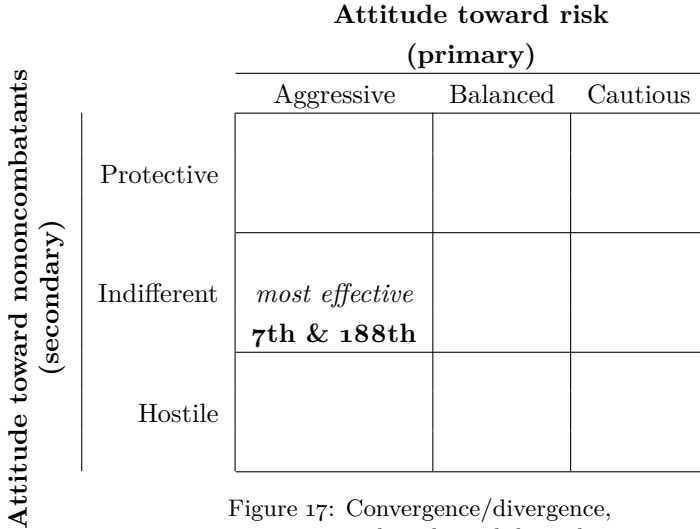 Attitude toward risk
(primary)
Aggressive Balanced Cautious
Attitude toward nononcombatants
(secondary)
Protective
Indifferent most effective
7th & 188th
Hostile
Figure 17: Convergence/divergence,